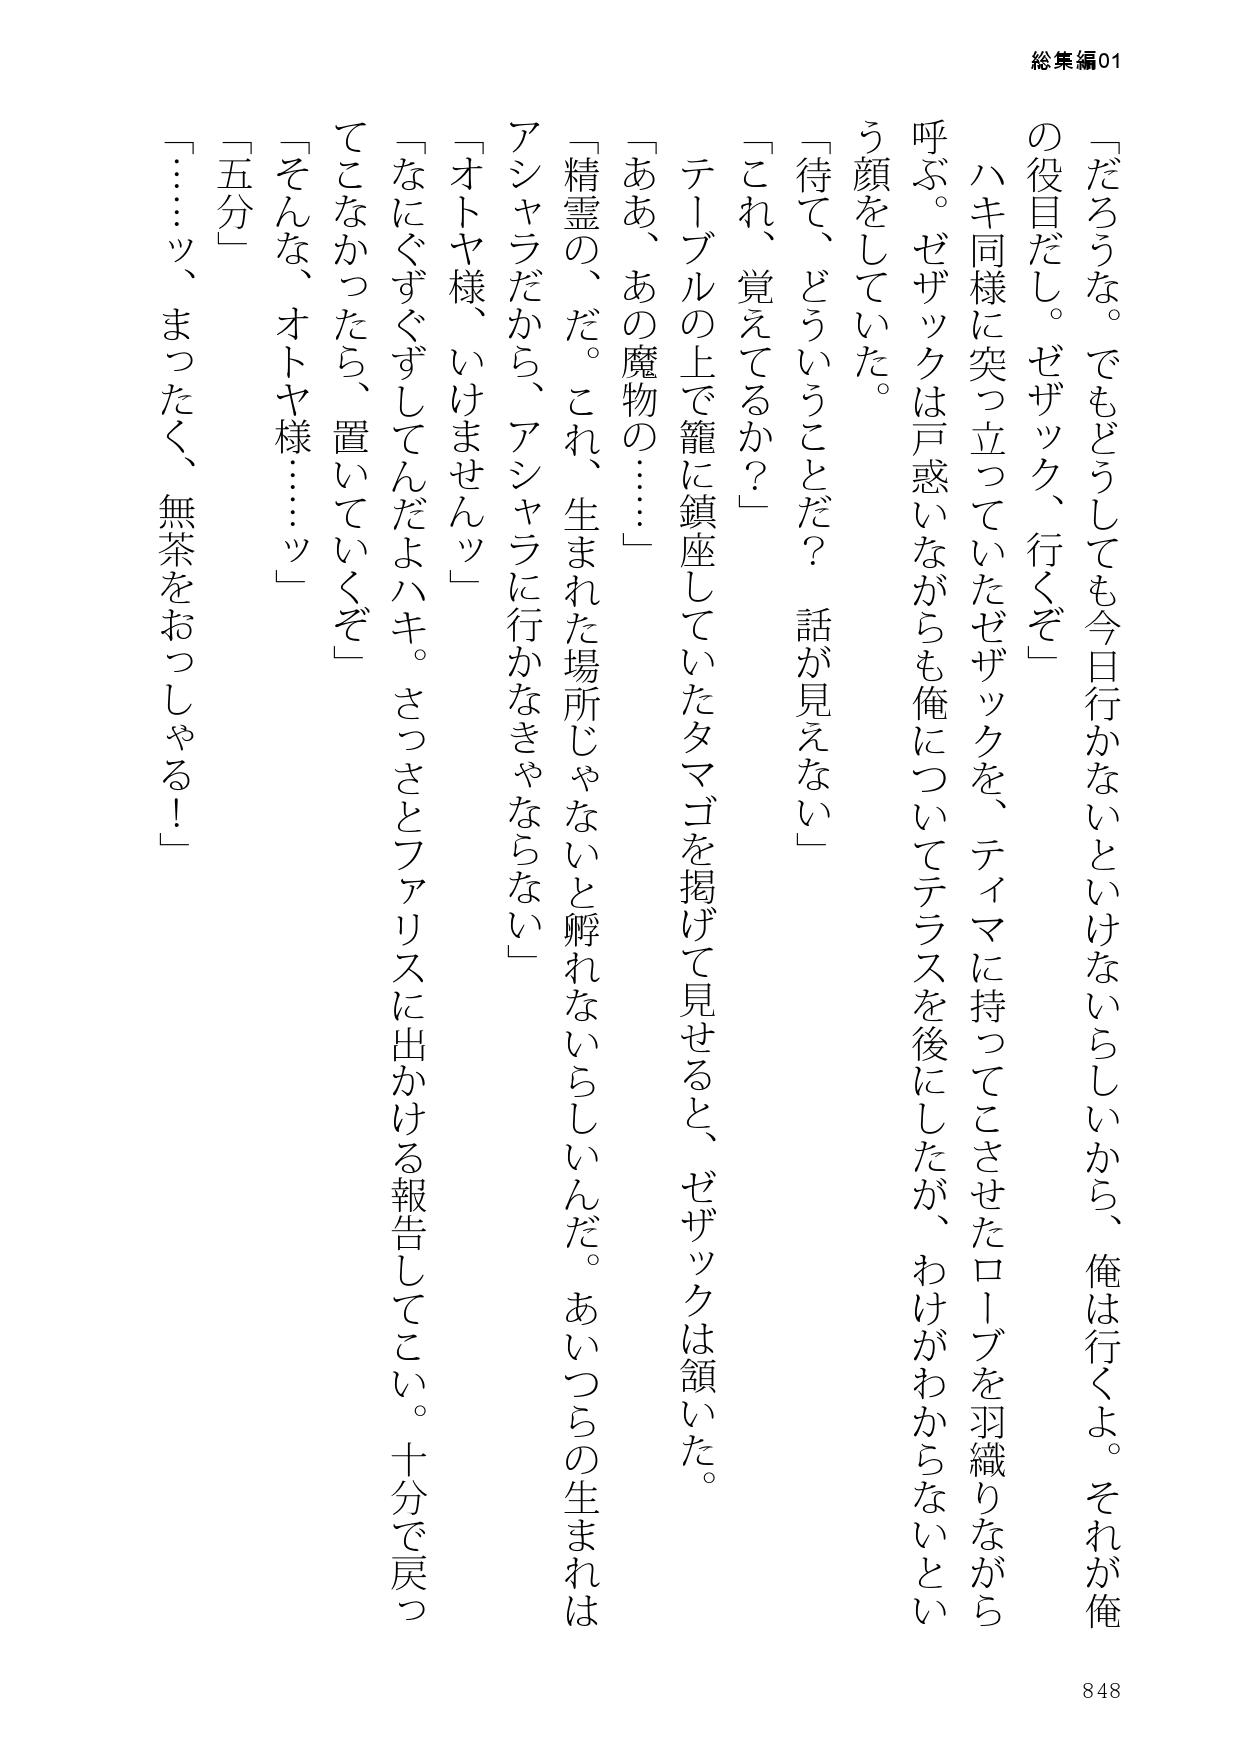 総集編01
「だろうな。でもどうしても今日行かないといけないらしいから、俺は行くよ。それが俺
の役目だし。ゼザック、行くぞ」
　ハキ同様に突っ立っていたゼザックを、ティマに持ってこさせたローブを羽織りながら
呼ぶ。ゼザックは戸惑いながらも俺についてテラスを後にしたが、わけがわからないとい
う顔をしていた。
「待て、どういうことだ？　話が見えない」
「これ、覚えてるか？」
　テーブルの上で籠に鎮座していたタマゴを掲げて見せると、ゼザックは頷いた。
「ああ、あの魔物の……」
「精霊の、だ。これ、生まれた場所じゃないと孵れないらしいんだ。あいつらの生まれは
アシャラだから、アシャラに行かなきゃならない」
「オトヤ様、いけませんッ」
「なにぐずぐずしてんだよハキ。さっさとファリスに出かける報告してこい。十分で戻っ
てこなかったら、置いていくぞ」
「そんな、オトヤ様……ッ」
「五分」
「……ッ、まったく、無茶をおっしゃる！」
848